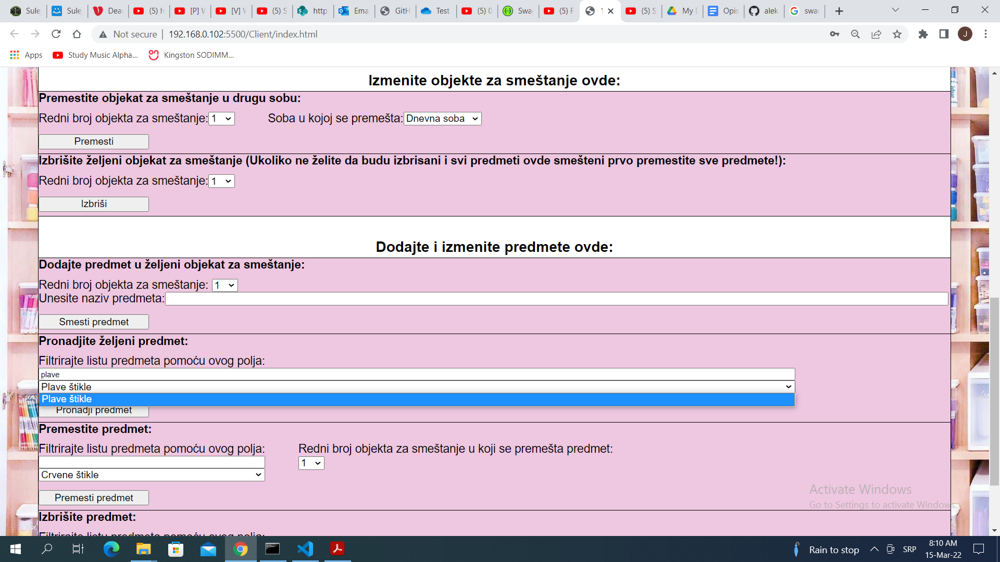 Sule
Sule
Dea
(5) h
[P] V
[V] V
(5) S
http
Ema
GitH
Test
(5) 0
Swa
(5) F
1
(5) S
My D
Opis
alek
swa
Not secure
192.168.0.102:5500/Client/index.html
J
Apps
Study Music Alpha...
Kingston SODIMM...
Izmenite objekte za smeštanje ovde:
Premestite objekat za smeštanje u drugu sobu:
Redni broj objekta za smeštanje: 1 Soba u kojoj se premešta: Dnevna soba
Premesti
Izbrišite željeni objekat za smeštanje (Ukoliko ne želite da budu izbrisani i svi predmeti ovde smešteni prvo premestite sve predmete!):
Redni broj objekta za smeštanje: 1
Izbriši
Dodajte i izmenite predmete ovde:
Dodajte predmet u željeni objekat za smeštanje:
Redni broj objekta za smeštanje: 1
Unesite naziv predmeta:
Smesti predmet
Pronadjite željeni predmet:
Filtrirajte listu predmeta pomoću ovog polja:
plave
Plave štikle
Plave štikle
Pronadji predmet
Premestite predmet:
Filtrirajte listu predmeta pomoću ovog polja: Redni broj objekta za smeštanje u koji se premešta predmet:
1
Crvene štikle
Premesti predmet
Activate Windows
Go to Settings to activate Windows.
Izbrišite predmet:
Filtrirajte listu predmeta pomoću ovog polja:
Rain to stop
SRP
8:10 AM
15-Mar-22